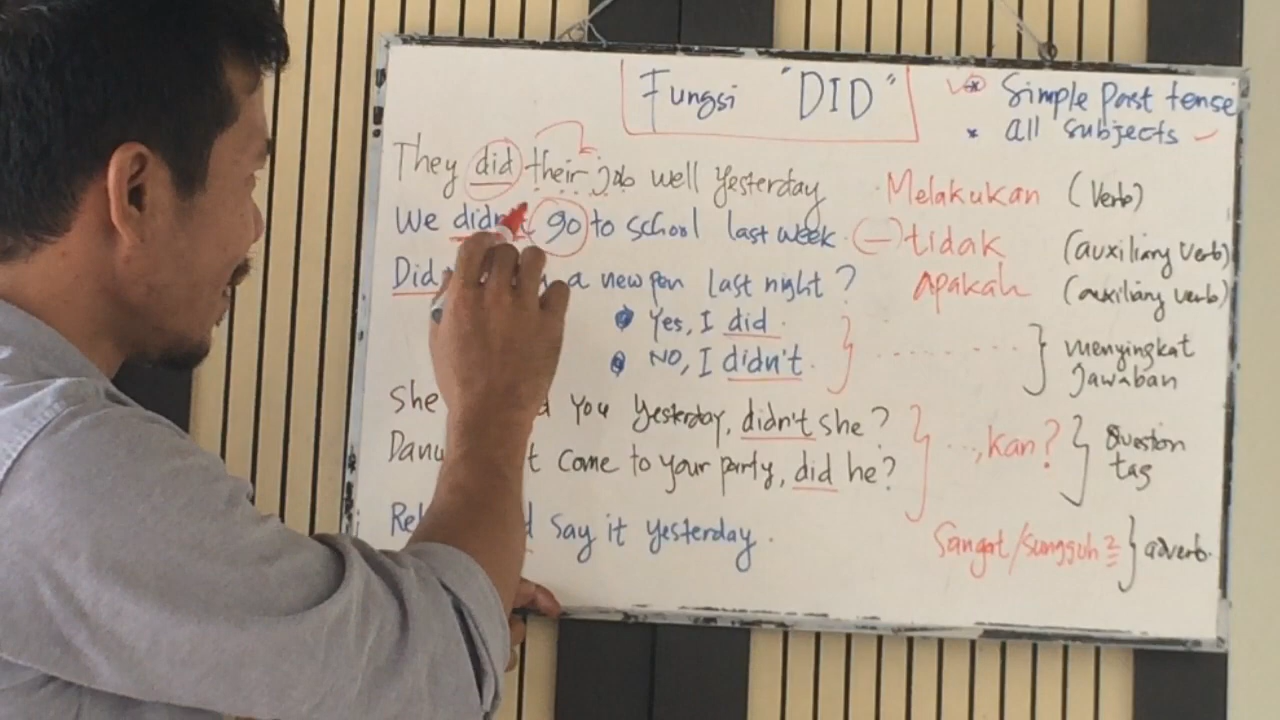 Fungsi "DID"
* Simple Past tense
* all subjects
They did their job well yesterday Melakukan (Verb)
We didn't go to school last week (−) tidak (auxiliary verb)
Did a new pen last night? apakah (auxiliary verb)
Yes, I did.
No, I didn't.
menyingkat
Jawaban
She you yesterday, didn't she?
come to your party, did he?
..., kan?
Question
tag
say it yesterday.
Sangat/sungguh2 adverb.